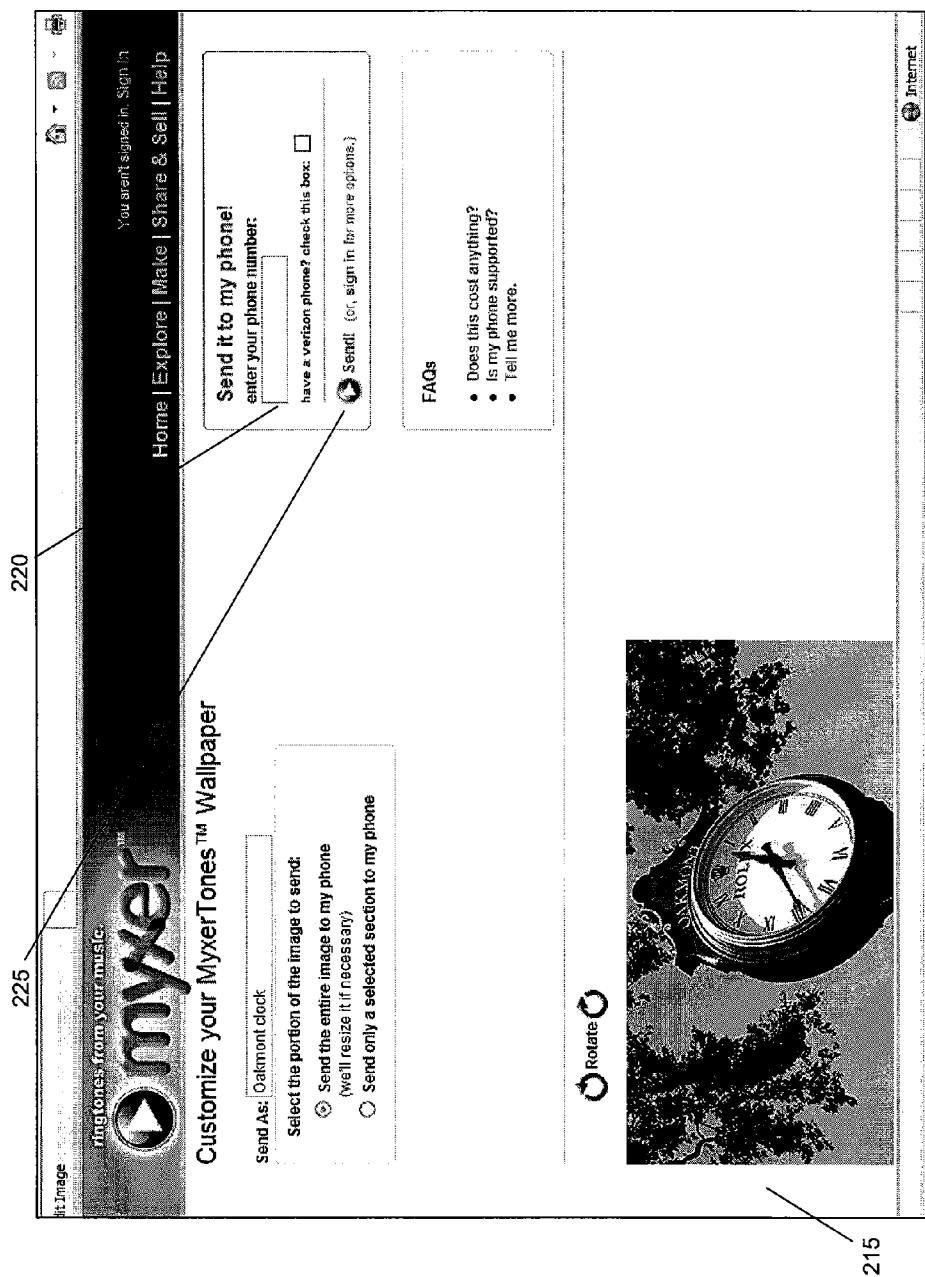 220
225
215
dit Image
ringtones from your music
myxer™
You aren't signed in. Sign In
Home | Explore | Make | Share & Sell | Help
Customize your MyxerTones™ Wallpaper
Send As: Oakmont clock
Select the portion of the image to send:
Send the entire image to my phone
(we'll resize it if necessary)
Send only a selected section to my phone
Send it to my phone!
enter your phone number:
have a verizon phone? check this box:
Send! (or, sign in for more options.)
FAQs
• Does this cost anything?
• Is my phone supported?
• Tell me more.
Rotate
OAKMONT
ROLEX
Internet